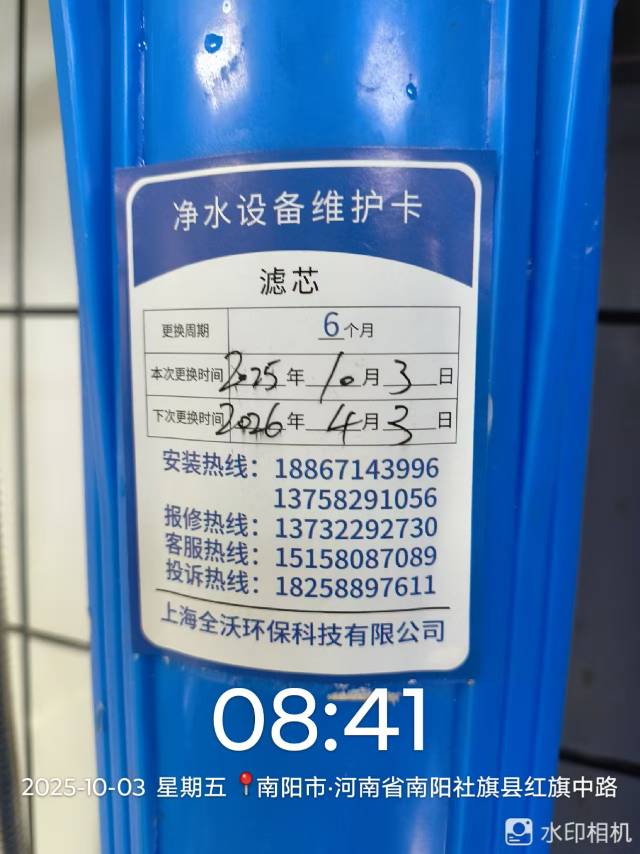 净水设备维护卡
滤芯
更换周期 6个月
本次更换时间 2025年10月3日
下次更换时间 2026年4月3日
安装热线：18867143996
13758291056
报修热线：13732292730
客服热线：15158087089
投诉热线：18258897611
上海全沃环保科技有限公司
08:41
2025-10-03 星期五 南阳市·河南省南阳社旗县红旗中路
水印相机